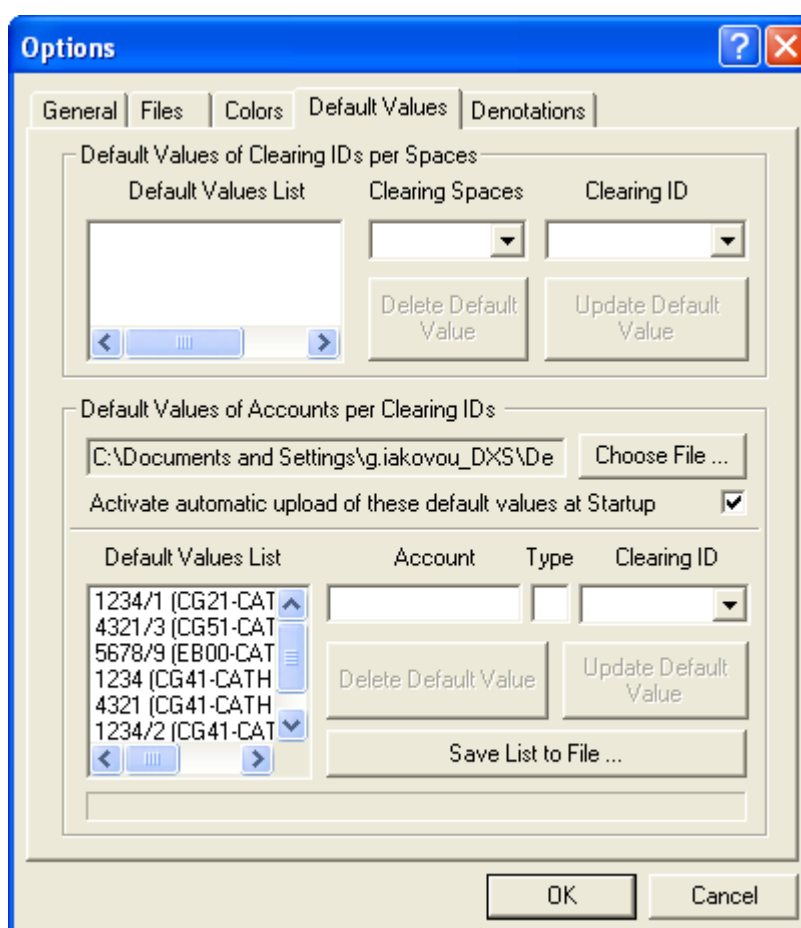 Options
General Files Colors Default Values Denotations
Default Values of Clearing IDs per Spaces
Default Values List Clearing Spaces Clearing ID
Delete Default Value Update Default Value
Default Values of Accounts per Clearing IDs
C:\Documents and Settings\g.iakovou_DXS\De Choose File ...
Activate automatic upload of these default values at Startup
Default Values List Account Type Clearing ID
1234/1 (CG21-CAT
4321/3 (CG51-CAT
5678/9 (EB00-CAT
1234 (CG41-CATH
4321 (CG41-CATH
1234/2 (CG41-CAT
Delete Default Value Update Default Value
Save List to File ...
OK Cancel